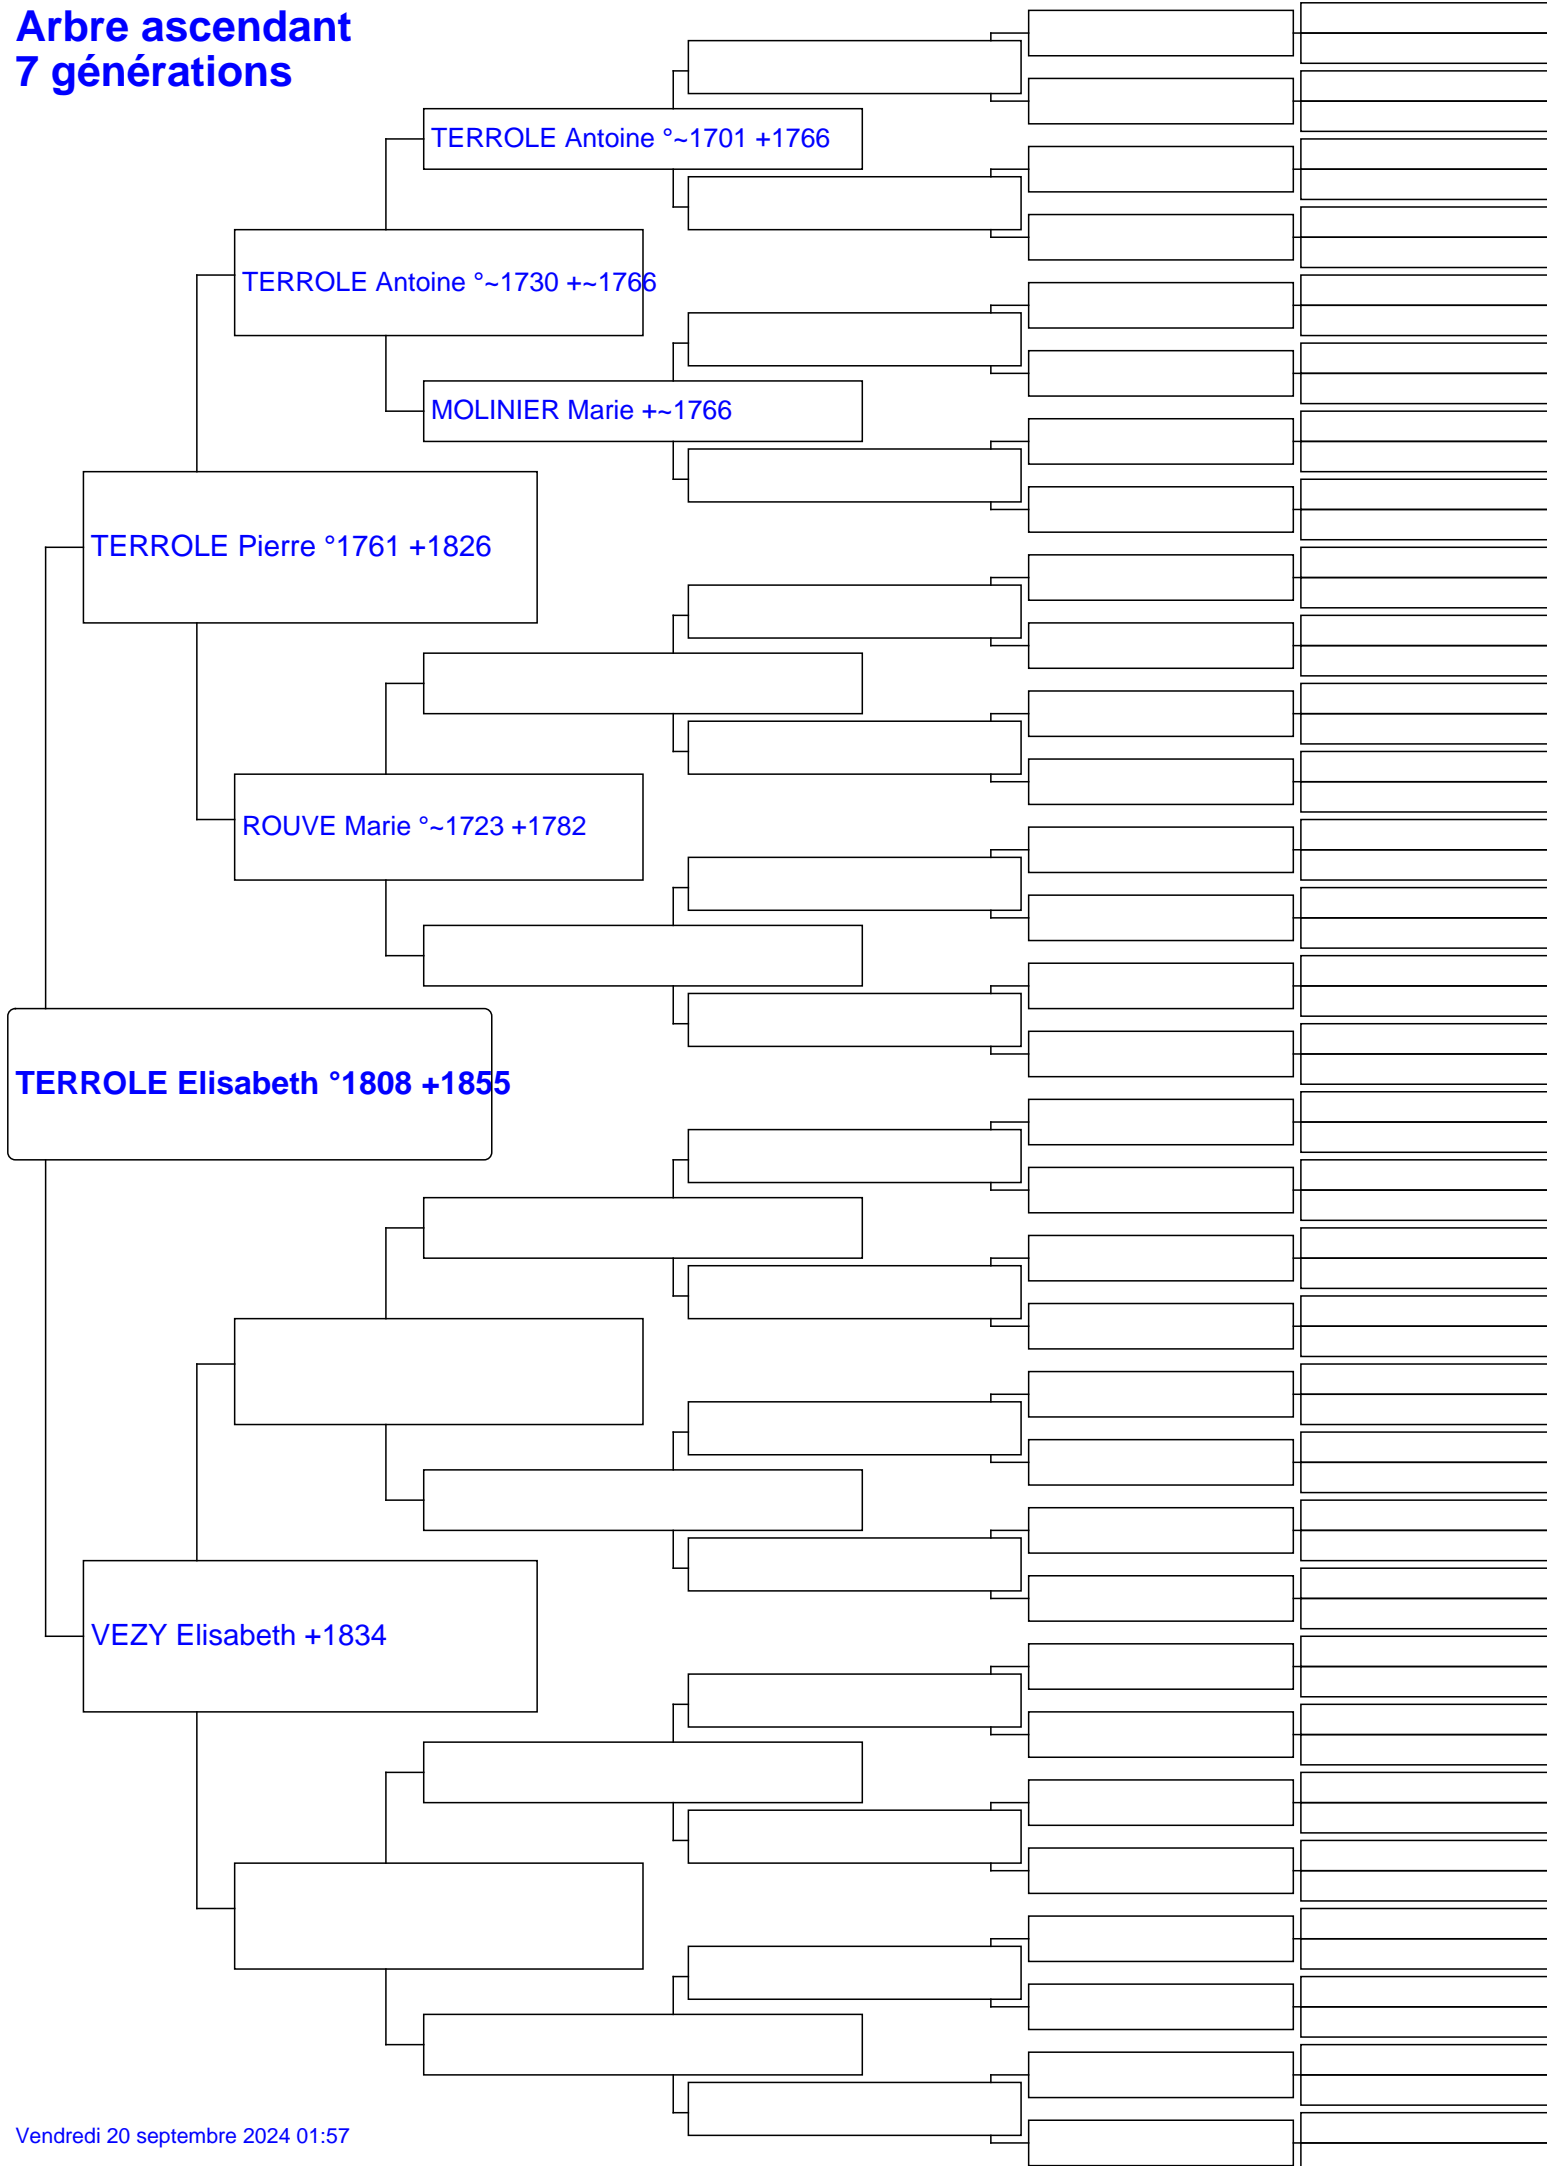 Arbre ascendant
7 générations
TERROLE Antoine °~1701 +1766
TERROLE Antoine °~1730 +~1766
MOLINIER Marie +~1766
TERROLE Pierre °1761 +1826
ROUVE Marie °~1723 +1782
TERROLE Elisabeth °1808 +1855
VEZY Elisabeth +1834
Vendredi 20 septembre 2024 01:57